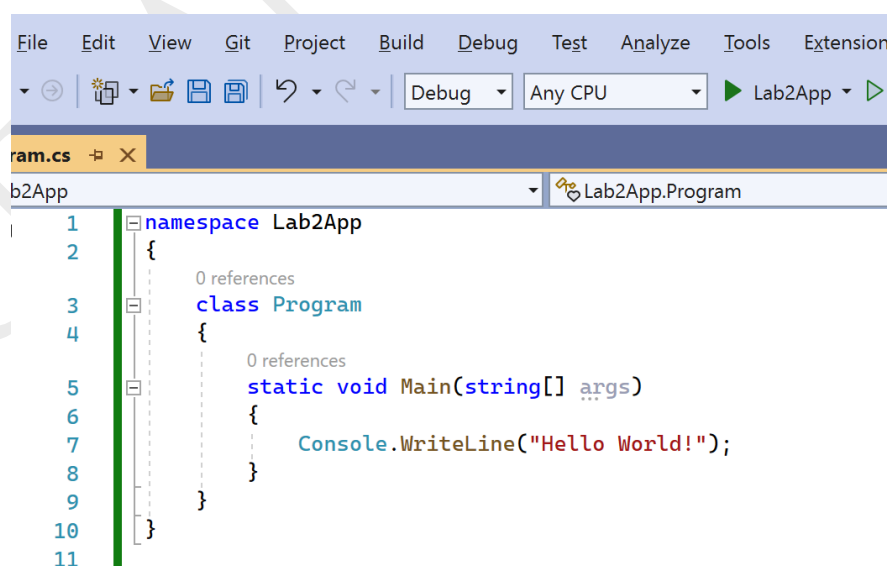 File Edit View Git Project Build Debug Test Analyze Tools Extension
Debug Any CPU Lab2App
ram.cs
b2App Lab2App.Program
1 namespace Lab2App
2 {
0 references
3 class Program
4 {
0 references
5 static void Main(string[] args)
6 {
7 Console.WriteLine("Hello World!");
8 }
9 }
10 }
11